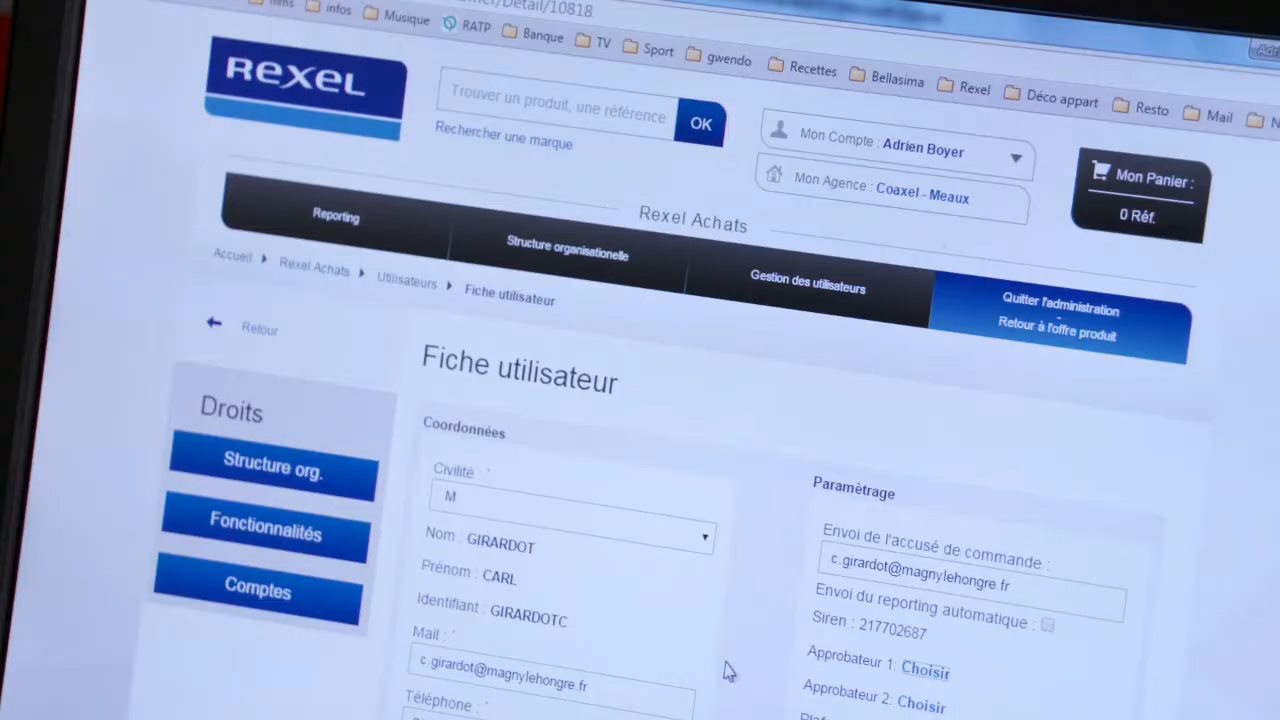 /Detail/10818
films infos Musique RATP Banque TV Sport gwendo Recettes Bellasima Rexel Déco appart Resto Mail
REXEL
Trouver un produit, une référence
OK
Rechercher une marque
Mon Compte : Adrien Boyer
Mon Agence : Coaxel - Meaux
Mon Panier :
0 Réf.
Rexel Achats
Reporting
Structure organisationelle
Gestion des utilisateurs
Quitter l'administration
-
Retour à l'offre produit
Accueil Rexel Achats Utilisateurs Fiche utilisateur
Retour
Fiche utilisateur
Droits
Structure org.
Fonctionnalités
Comptes
Coordonnées
Civilité : *
M
Nom : GIRARDOT
Prénom : CARL
Identifiant : GIRARDOTC
Mail : *
c.girardot@magnylehongre.fr
Téléphone : *
Paramètrage
Envoi de l'accusé de commande :
c.girardot@magnylehongre.fr
Envoi du reporting automatique :
Siren : 217702687
Approbateur 1: Choisir
Approbateur 2: Choisir